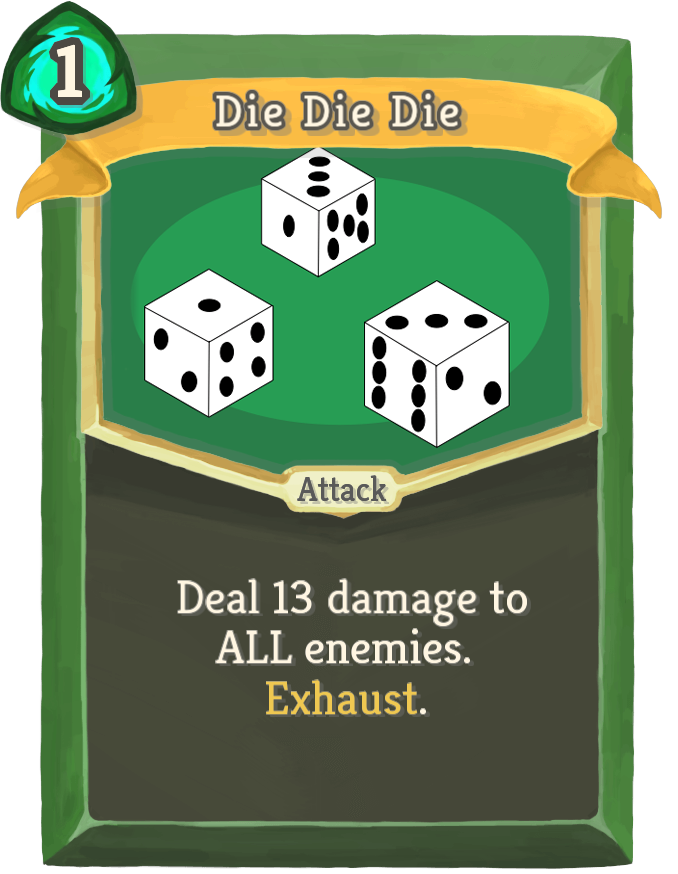 1
Die Die Die
Attack
Deal 13 damage to
ALL enemies.
Exhaust.